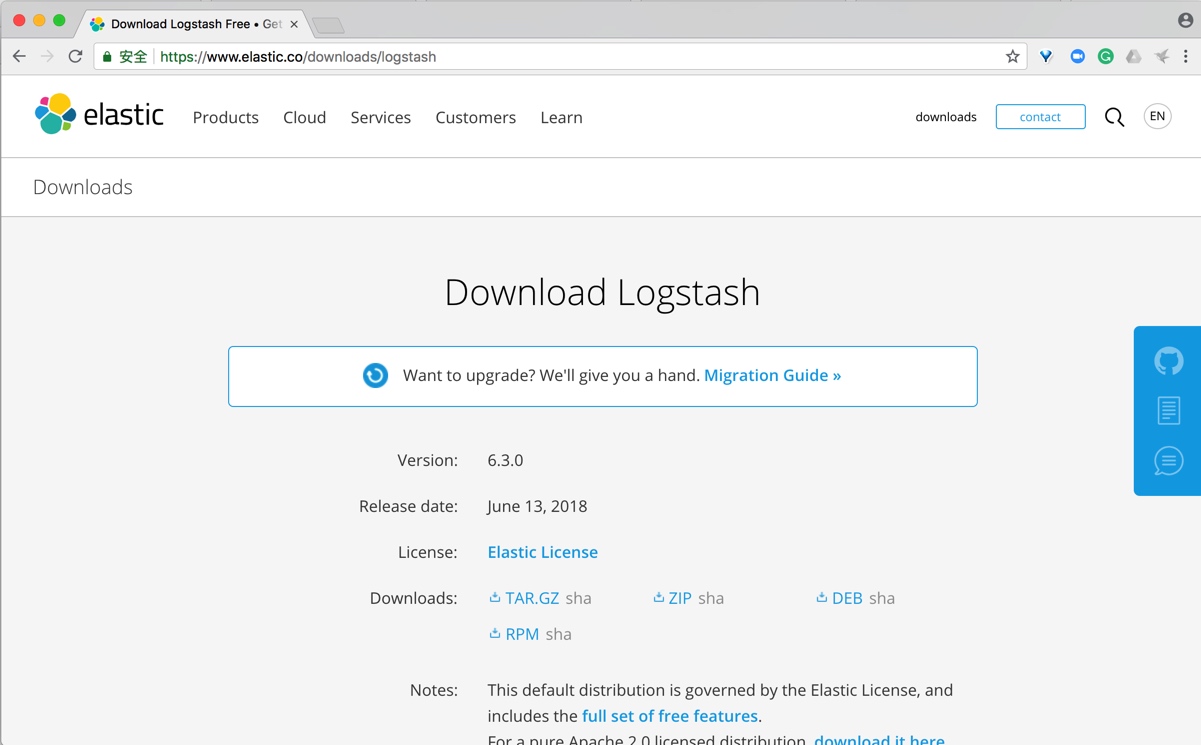 Download Logstash Free • Get
安全 https://www.elastic.co/downloads/logstash
elastic Products Cloud Services Customers Learn downloads contact EN
Downloads
Download Logstash
Want to upgrade? We'll give you a hand. Migration Guide »
Version: 6.3.0
Release date: June 13, 2018
License: Elastic License
Downloads: TAR.GZ sha ZIP sha DEB sha
RPM sha
Notes: This default distribution is governed by the Elastic License, and
includes the full set of free features.
For a pure Apache 2.0 licensed distribution, download it here